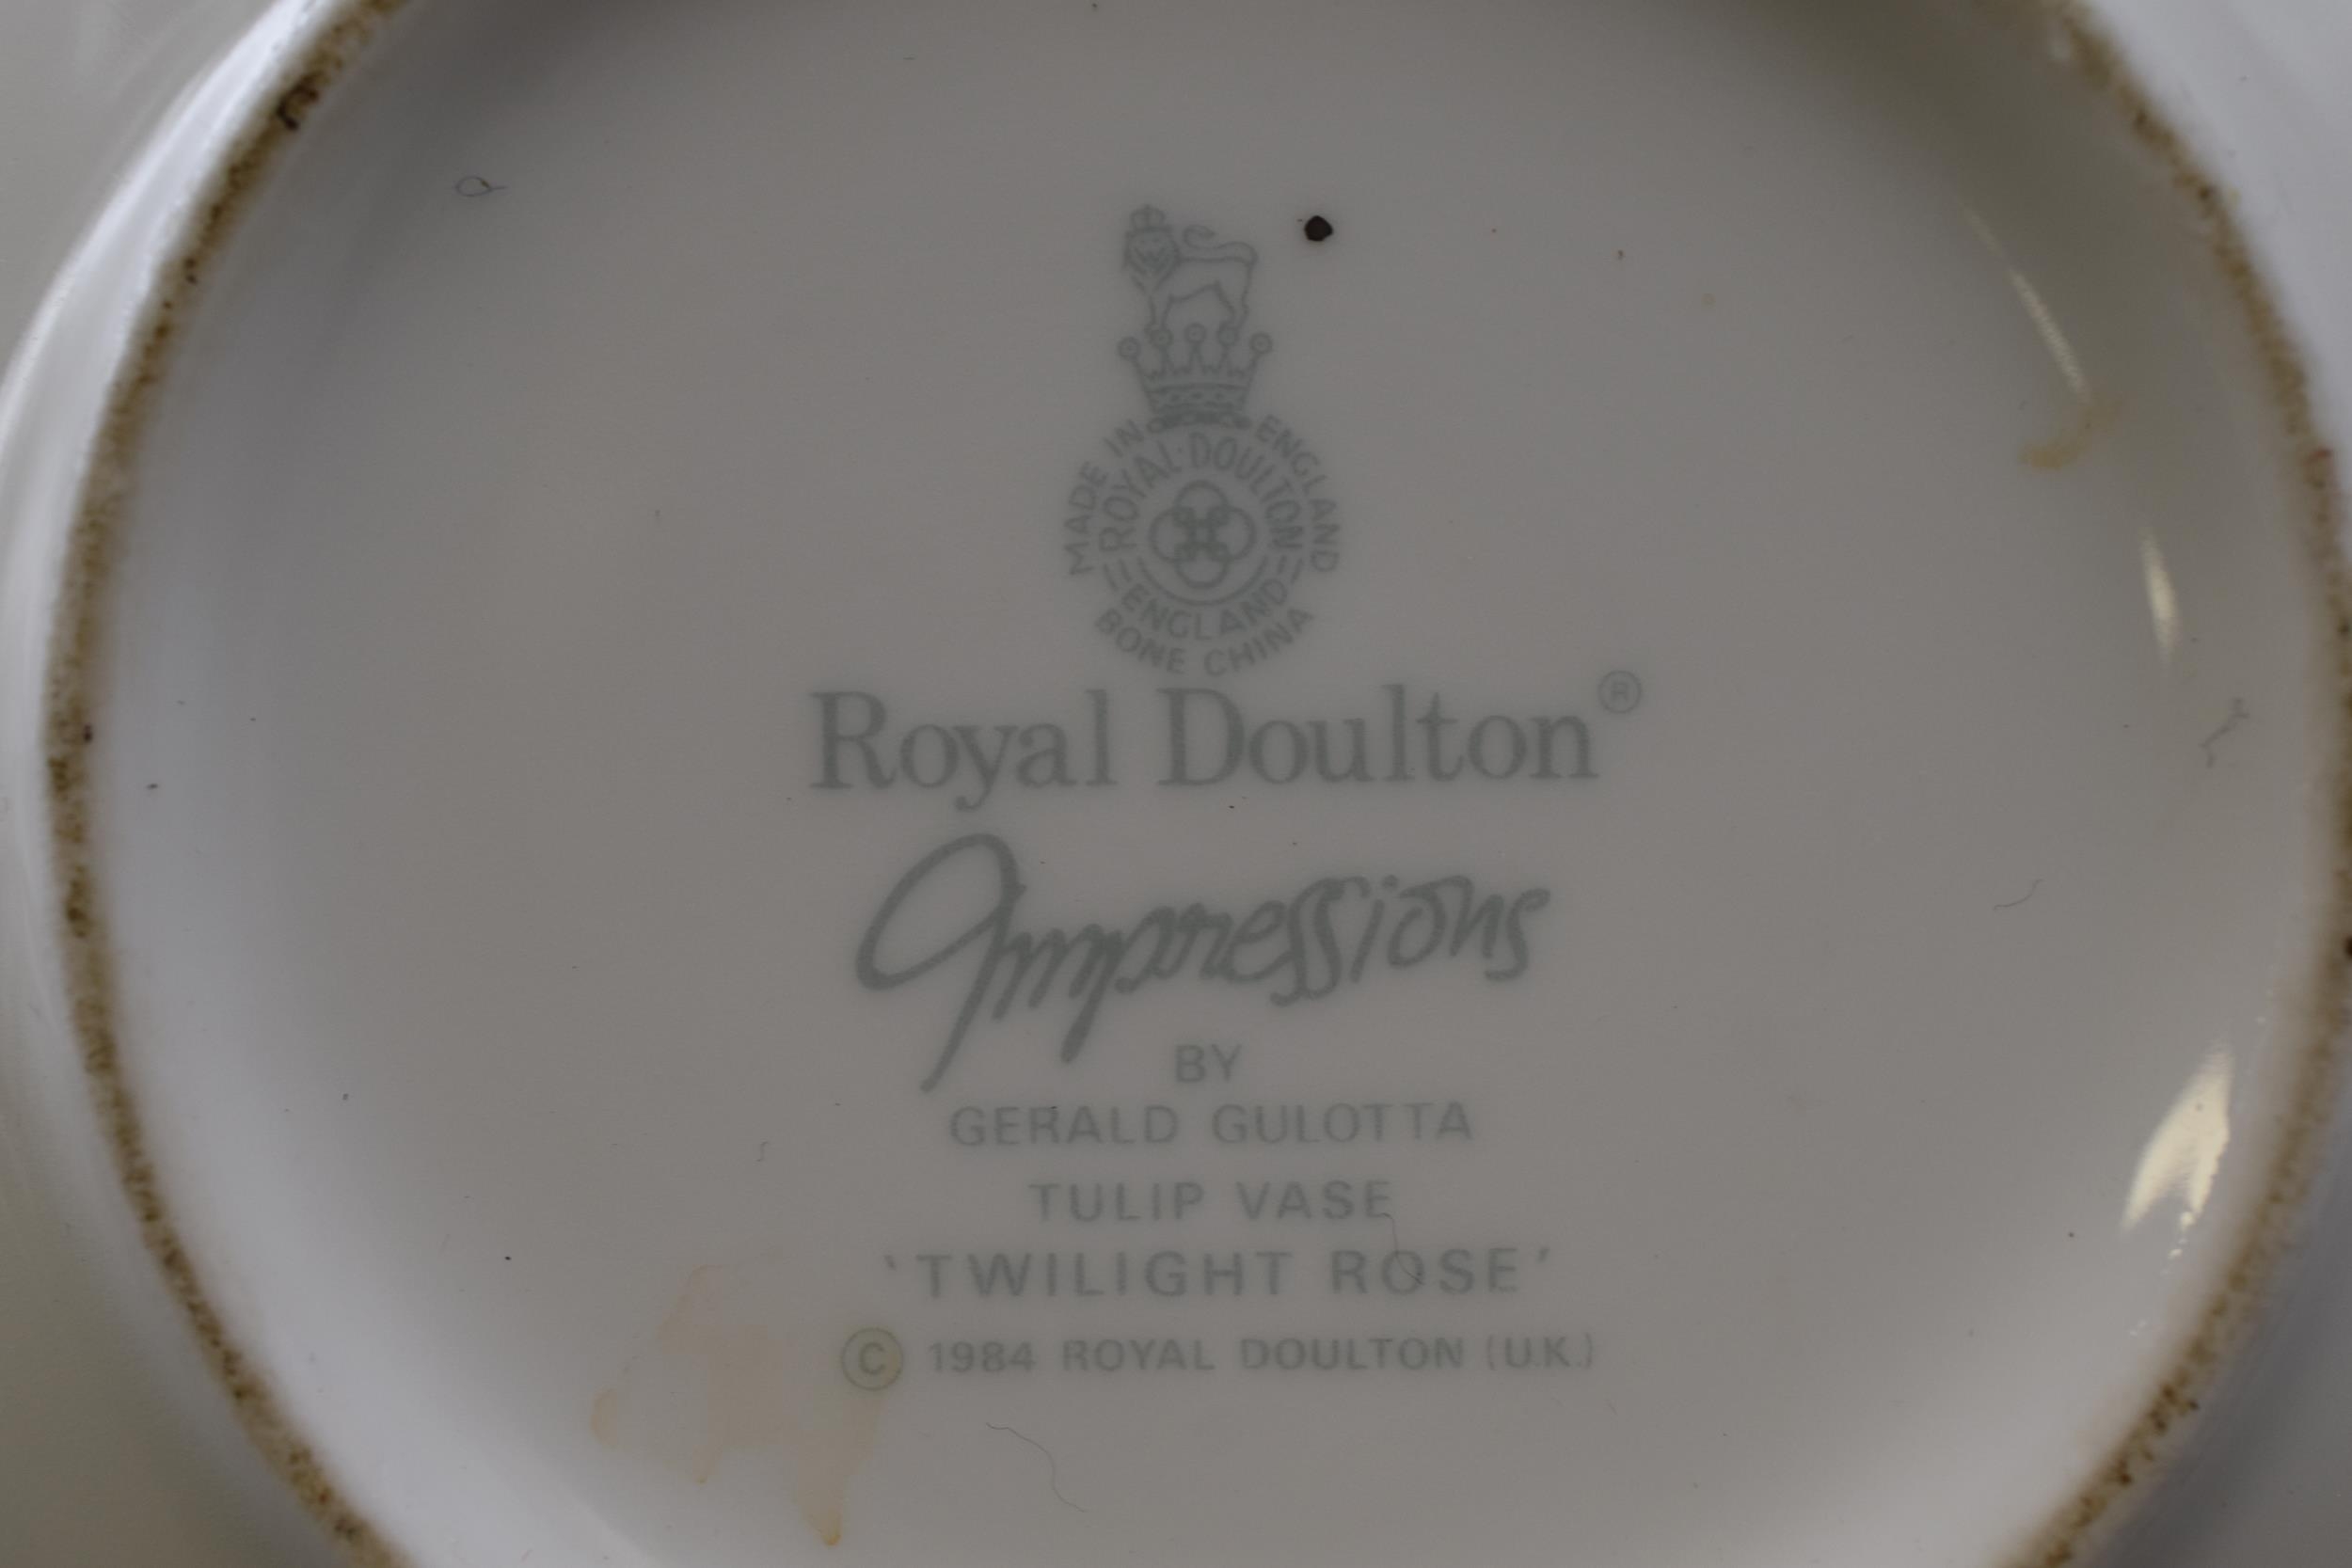 MADE IN ENGLAND
ROYAL·DOULTON
ENGLAND
BONE CHINA
Royal Doulton®
Impressions
BY
GERALD GULOTTA
TULIP VASE
'TWILIGHT ROSE'
© 1984 ROYAL DOULTON (U.K.)